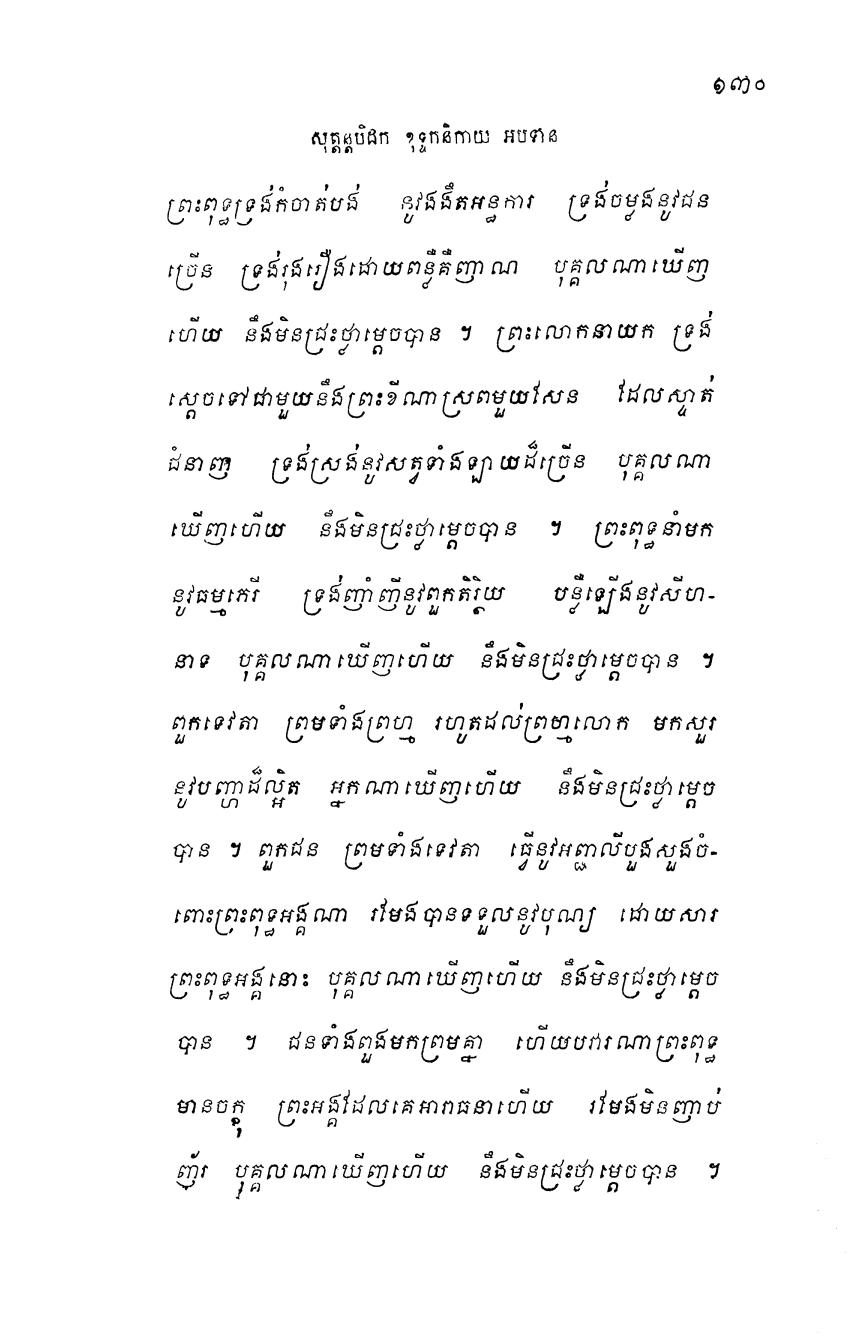 ១៣០
សុត្តន្តបិដក ខុទ្ទកនិកាយ អបទាន
ព្រះពុទ្ធទ្រង់កំចាត់បង់ នូវងងឹតអន្ធការ ទ្រង់ចម្លងនូវជន
ច្រើន ទ្រង់រុងរឿងដោយពន្លឺគឺញាណ បុគ្គលណាឃើញ
ហើយ នឹងមិនជ្រះថ្លាម្ដេចបាន ។ ព្រះលោកនាយក ទ្រង់
ស្ដេចទៅជាមួយនឹងព្រះខីណាស្រពមួយសែន ដែលស្ទាត់
ជំនាញ ទ្រង់ស្រង់នូវសត្វទាំងឡាយដ៏ច្រើន បុគ្គលណា
ឃើញហើយ នឹងមិនជ្រះថ្លាម្ដេចបាន ។ ព្រះពុទ្ធនាំមក
នូវធម្មភេរី ទ្រង់ញាំញីនូវពួកតិរ្ថិយ បន្លឺឡើងនូវសីហ-
នាទ បុគ្គលណាឃើញហើយ នឹងមិនជ្រះថ្លាម្ដេចបាន ។
ពួកទេវតា ព្រមទាំងព្រហ្ម រហូតដល់ព្រហ្មលោក មកសួរ
នូវបញ្ហាដ៏ល្អិត អ្នកណាឃើញហើយ នឹងមិនជ្រះថ្លាម្ដេច
បាន ។ ពួកជន ព្រមទាំងទេវតា ធ្វើនូវអញ្ជលីបួងសួងចំ-
ពោះព្រះពុទ្ធអង្គណា រមែងបានទទួលនូវបុណ្យ ដោយសារ
ព្រះពុទ្ធអង្គនោះ បុគ្គលណាឃើញហើយ នឹងមិនជ្រះថ្លាម្ដេច
បាន ។ ជនទាំងពួងមកព្រមគ្នា ហើយបវារណាព្រះពុទ្ធ
មានចក្ខុ ព្រះអង្គដែលគេអារាធនាហើយ រមែងមិនញាប់
ញ័រ បុគ្គលណាឃើញហើយ នឹងមិនជ្រះថ្លាម្ដេចបាន ។